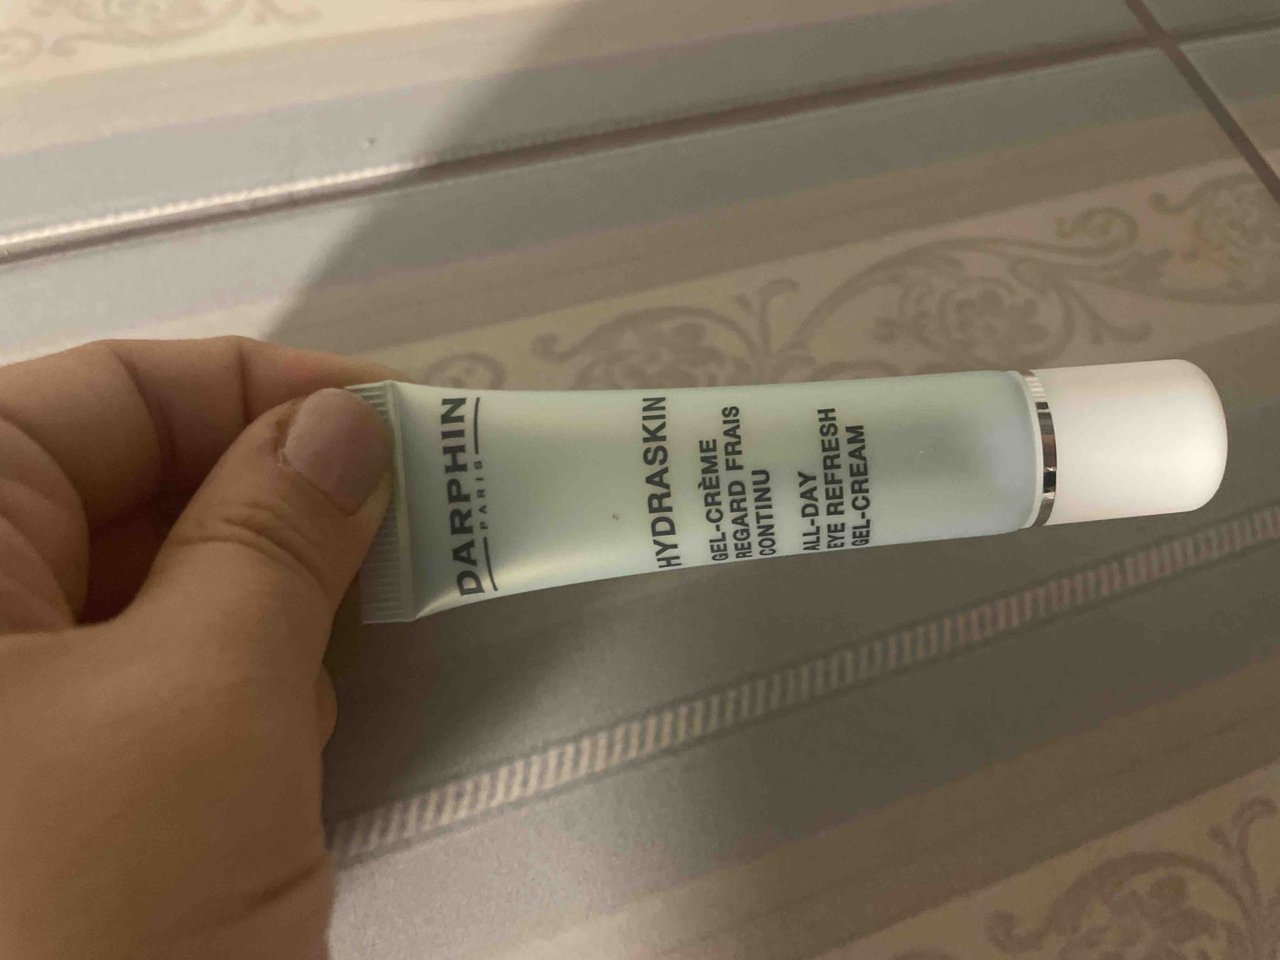 DARPHIN
PARIS
HYDRASKIN
GEL-CRÈME
REGARD FRAIS
CONTINU
ALL-DAY
EYE REFRESH
GEL-CREAM